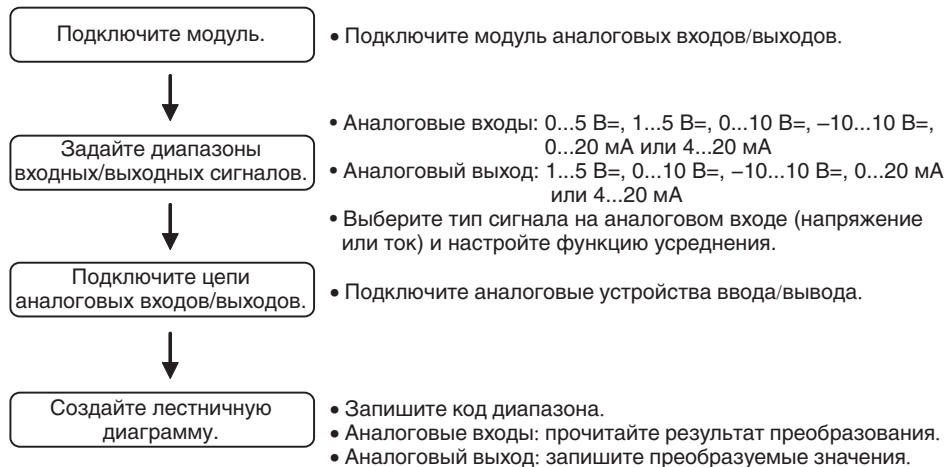 Подключите модуль.
• Подключите модуль аналоговых входов/выходов.
Задайте диапазоны
входных/выходных сигналов.
• Аналоговые входы: 0...5 В=, 1...5 В=, 0...10 В=, –10...10 В=,
0...20 мА или 4...20 мА
• Аналоговый выход: 1...5 В=, 0...10 В=, –10...10 В=, 0...20 мА
или 4...20 мА
• Выберите тип сигнала на аналоговом входе (напряжение
или ток) и настройте функцию усреднения.
Подключите цепи
аналоговых входов/выходов.
• Подключите аналоговые устройства ввода/вывода.
Создайте лестничную
диаграмму.
• Запишите код диапазона.
• Аналоговые входы: прочитайте результат преобразования.
• Аналоговый выход: запишите преобразуемые значения.